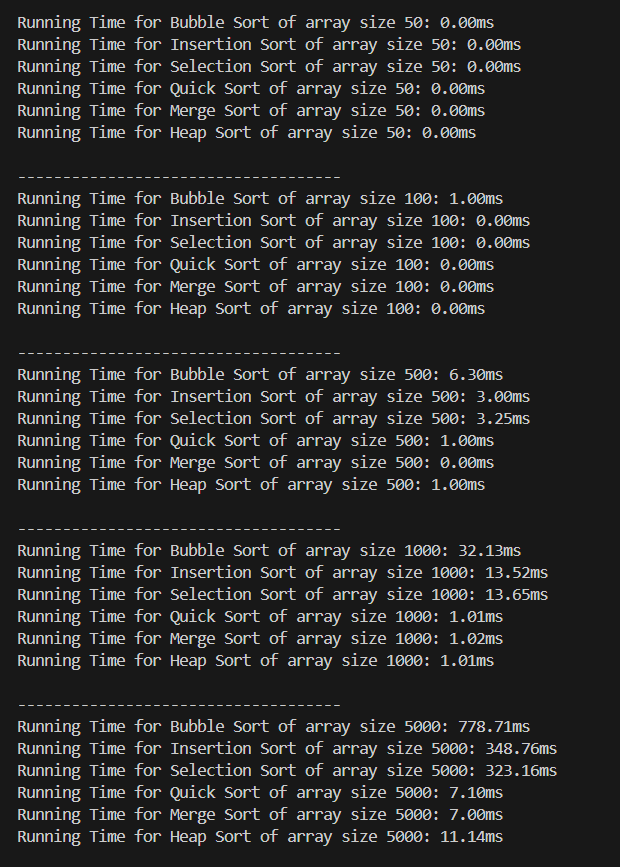 Running Time for Bubble Sort of array size 50: 0.00ms
Running Time for Insertion Sort of array size 50: 0.00ms
Running Time for Selection Sort of array size 50: 0.00ms
Running Time for Quick Sort of array size 50: 0.00ms
Running Time for Merge Sort of array size 50: 0.00ms
Running Time for Heap Sort of array size 50: 0.00ms
------------------------------------
Running Time for Bubble Sort of array size 100: 1.00ms
Running Time for Insertion Sort of array size 100: 0.00ms
Running Time for Selection Sort of array size 100: 0.00ms
Running Time for Quick Sort of array size 100: 0.00ms
Running Time for Merge Sort of array size 100: 0.00ms
Running Time for Heap Sort of array size 100: 0.00ms
------------------------------------
Running Time for Bubble Sort of array size 500: 6.30ms
Running Time for Insertion Sort of array size 500: 3.00ms
Running Time for Selection Sort of array size 500: 3.25ms
Running Time for Quick Sort of array size 500: 1.00ms
Running Time for Merge Sort of array size 500: 0.00ms
Running Time for Heap Sort of array size 500: 1.00ms
------------------------------------
Running Time for Bubble Sort of array size 1000: 32.13ms
Running Time for Insertion Sort of array size 1000: 13.52ms
Running Time for Selection Sort of array size 1000: 13.65ms
Running Time for Quick Sort of array size 1000: 1.01ms
Running Time for Merge Sort of array size 1000: 1.02ms
Running Time for Heap Sort of array size 1000: 1.01ms
------------------------------------
Running Time for Bubble Sort of array size 5000: 778.71ms
Running Time for Insertion Sort of array size 5000: 348.76ms
Running Time for Selection Sort of array size 5000: 323.16ms
Running Time for Quick Sort of array size 5000: 7.10ms
Running Time for Merge Sort of array size 5000: 7.00ms
Running Time for Heap Sort of array size 5000: 11.14ms